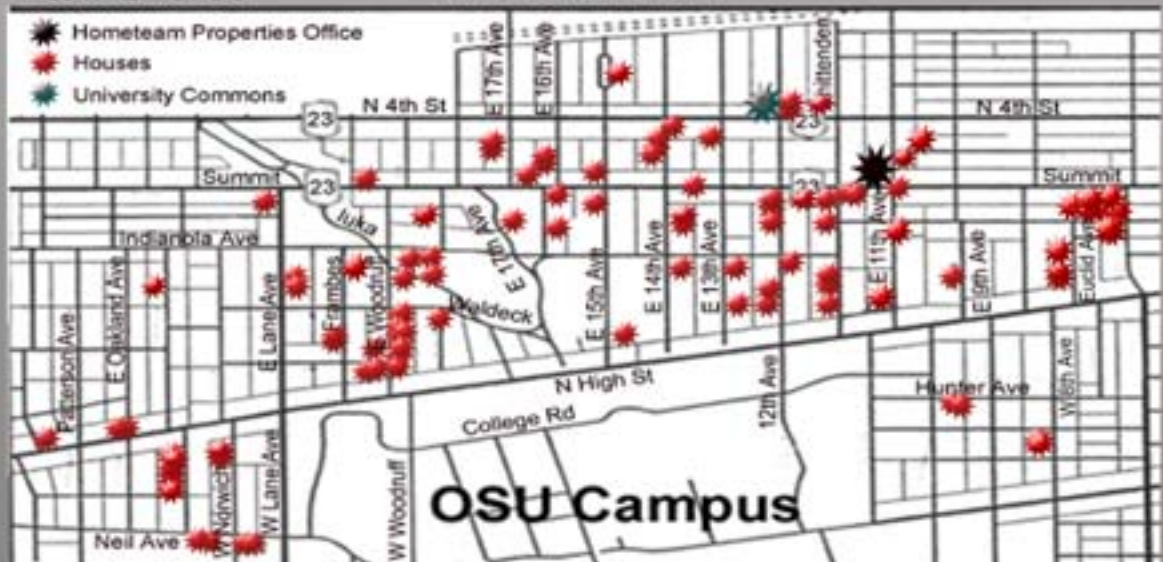 Hometeam Properties Office
Houses
University Commons
N 4th St
E 17th Ave
E 16th Ave
hittenden
N 4th St
23
23
Summit
23
23
Summit
Iuka
E 17th Ave
Indianola Ave
E Oakland Ave
E Lane Ave
Frambes
E Woodruff
Waldeck
E 15th Ave
E 14th Ave
E 13th Ave
E 11th Ave
E 9th Ave
Euclid Ave
Patterson Ave
N High St
College Rd
12th Ave
Hunter Ave
W 8th Ave
W Norwich
W Lane Ave
W Woodruff
OSU Campus
Neil Ave